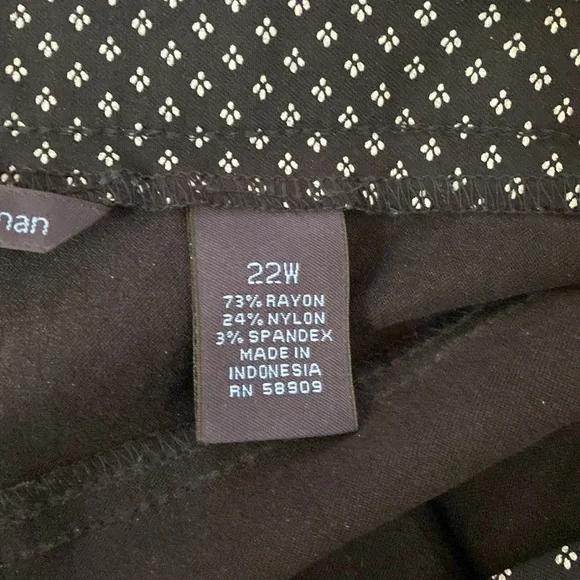 nan
22W
73% RAYON
24% NYLON
3% SPANDEX
MADE IN
INDONESIA
RN 58909